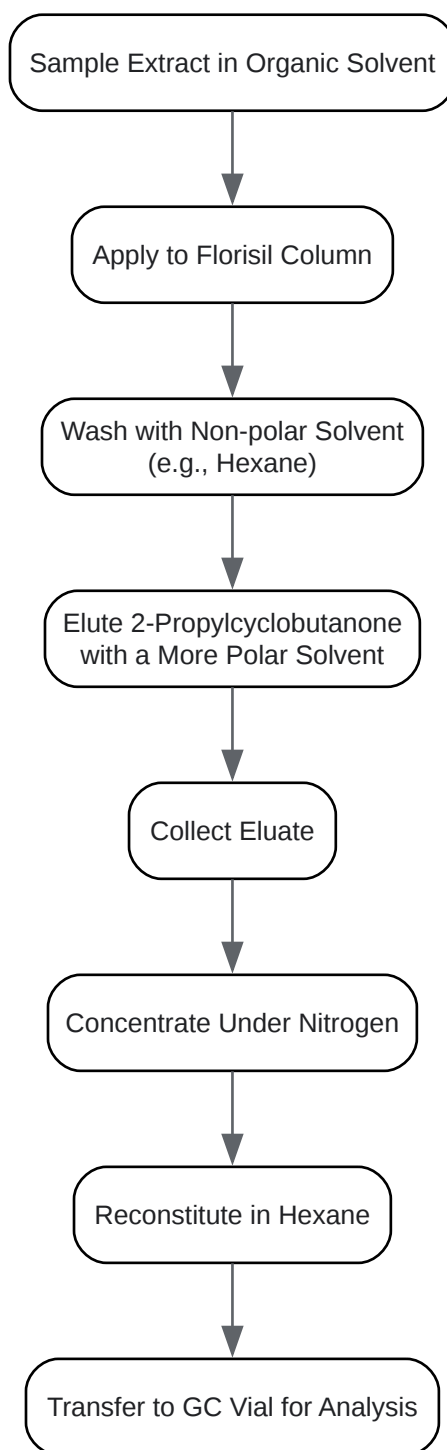 Sample Extract in Organic Solvent
Apply to Florisil Column
Wash with Non-polar Solvent
(e.g., Hexane)
Elute 2-Propylcyclobutanone
with a More Polar Solvent
Collect Eluate
Concentrate Under Nitrogen
Reconstitute in Hexane
Transfer to GC Vial for Analysis